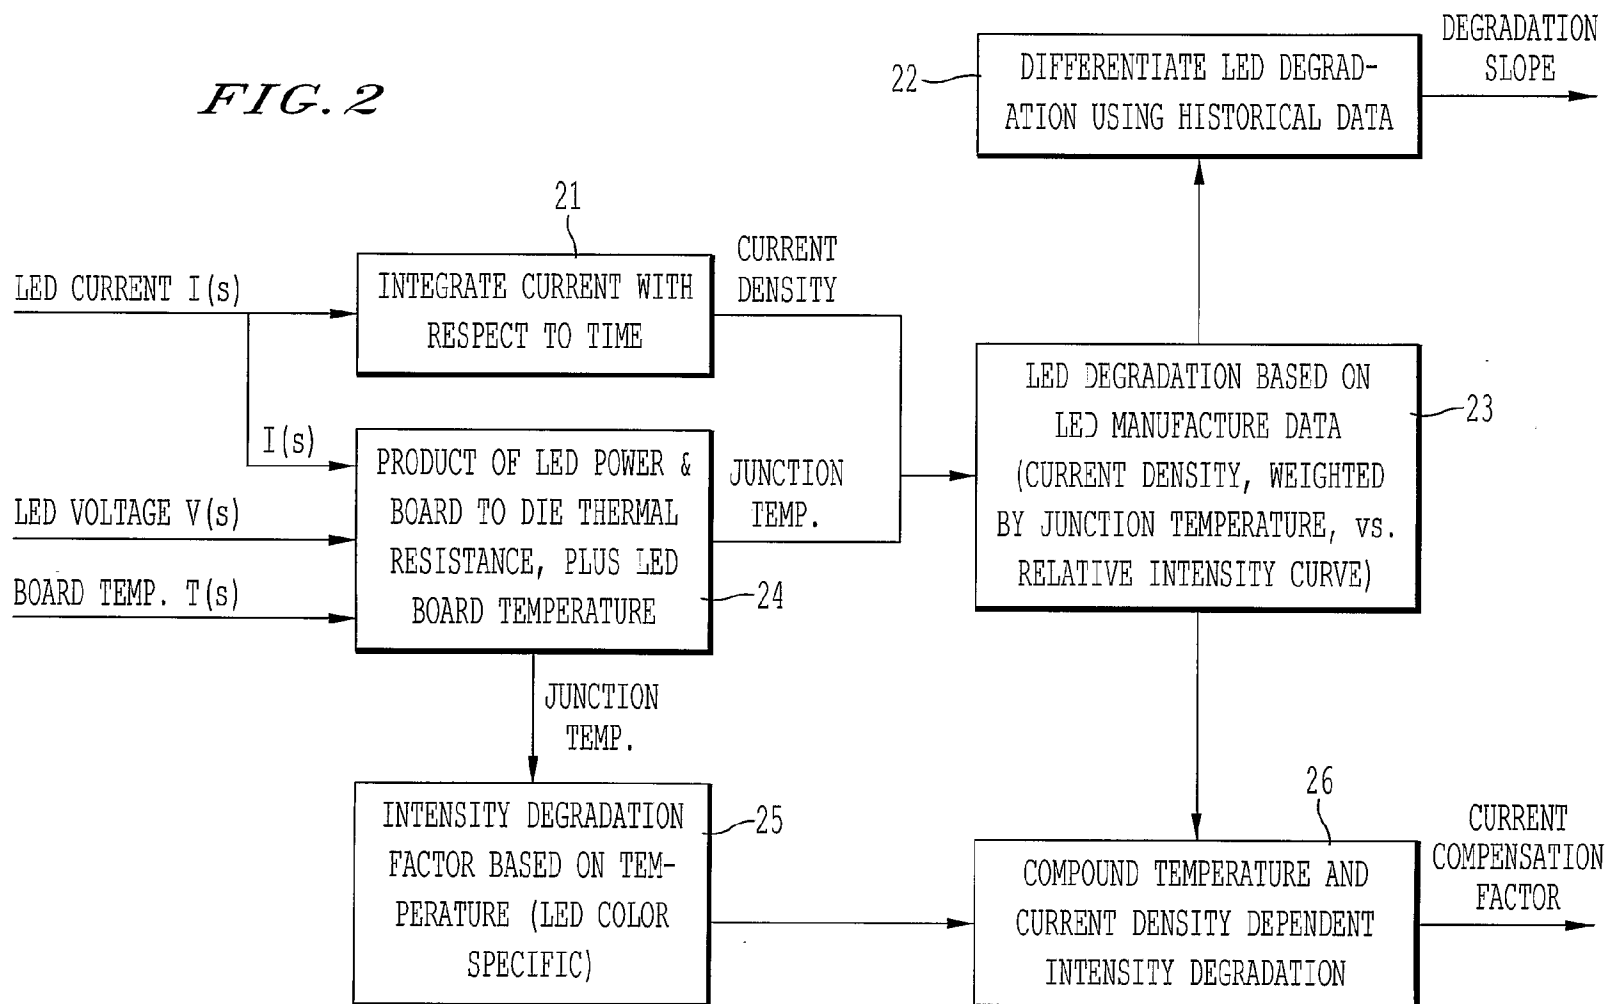 FIG. 2
DEGRADATION
SLOPE
22
DIFFERENTIATE LED DEGRAD-
ATION USING HISTORICAL DATA
21
LED CURRENT I(s)
INTEGRATE CURRENT WITH
RESPECT TO TIME
CURRENT
DENSITY
I(s)
LED VOLTAGE V(s)
BOARD TEMP. T(s)
PRODUCT OF LED POWER &
BOARD TO DIE THERMAL
RESISTANCE, PLUS LED
BOARD TEMPERATURE
24
JUNCTION
TEMP.
LED DEGRADATION BASED ON
LED MANUFACTURE DATA
(CURRENT DENSITY, WEIGHTED
BY JUNCTION TEMPERATURE, vs.
RELATIVE INTENSITY CURVE)
23
JUNCTION
TEMP.
INTENSITY DEGRADATION
FACTOR BASED ON TEM-
PERATURE (LED COLOR
SPECIFIC)
25
26
COMPOUND TEMPERATURE AND
CURRENT DENSITY DEPENDENT
INTENSITY DEGRADATION
CURRENT
COMPENSATION
FACTOR